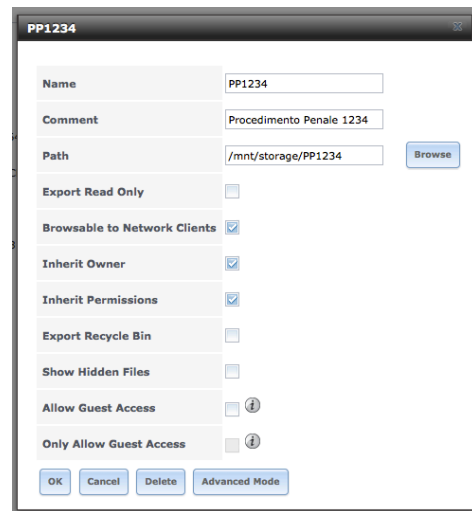 PP1234
Name PP1234
Comment Procedimento Penale 1234
Path /mnt/storage/PP1234 Browse
Export Read Only
Browsable to Network Clients
Inherit Owner
Inherit Permissions
Export Recycle Bin
Show Hidden Files
Allow Guest Access i
Only Allow Guest Access i
OK Cancel Delete Advanced Mode